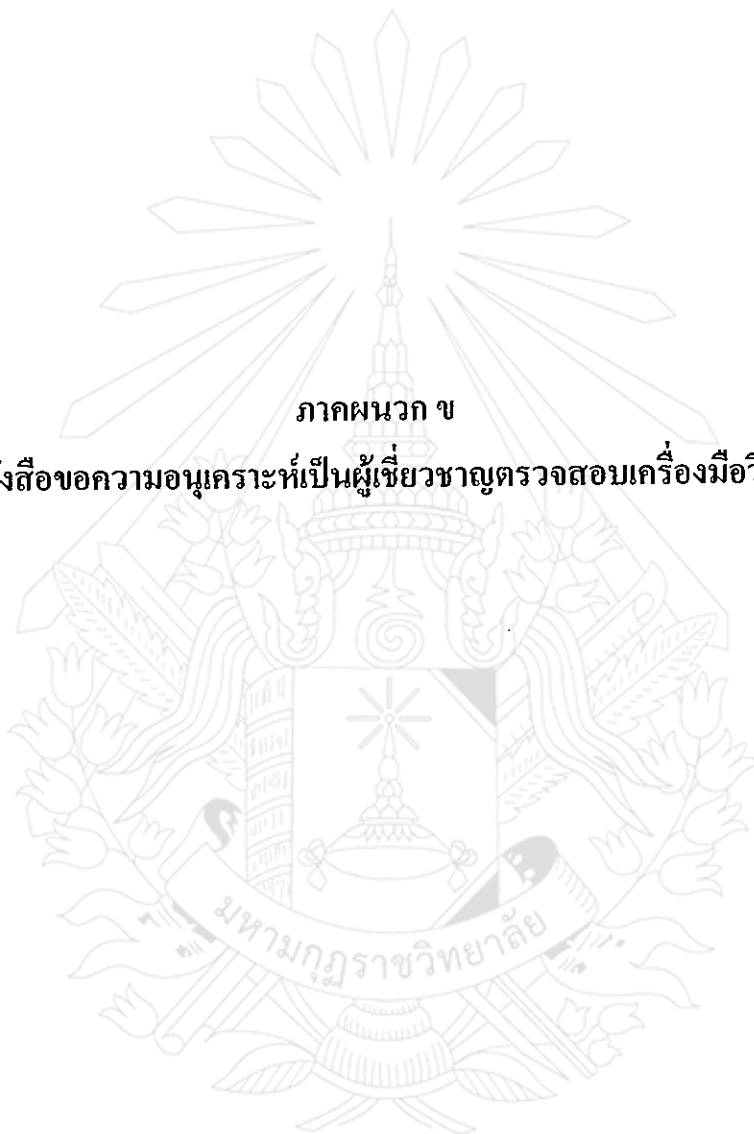 ภาคผนวก ข
งสือขอความอนุเคราะห์เป็นผู้เชี่ยวชาญตรวจสอบเครื่องมือวิ
มหามกุฏราชวิทยาลัย